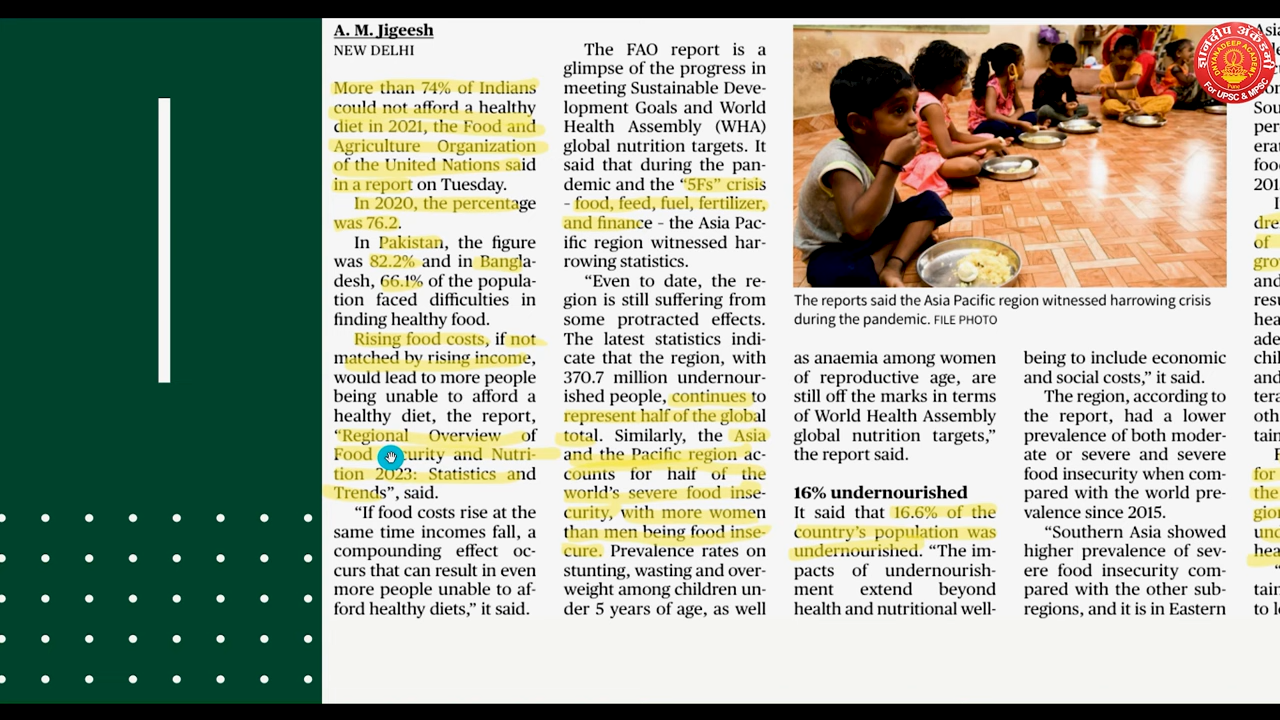 A. M. Jigeesh
NEW DELHI
More than 74% of Indians
could not afford a healthy
diet in 2021, the Food and
Agriculture Organization
of the United Nations said
in a report on Tuesday.
In 2020, the percentage
was 76.2.
In Pakistan, the figure
was 82.2% and in Bangla-
desh, 66.1% of the popula-
tion faced difficulties in
finding healthy food.
Rising food costs, if not
matched by rising income,
would lead to more people
being unable to afford a
healthy diet, the report,
“Regional Overview of
Food curity and Nutri-
tion 2023: Statistics and
Trends”, said.
“If food costs rise at the
same time incomes fall, a
compounding effect oc-
curs that can result in even
more people unable to af-
ford healthy diets,” it said.
The FAO report is a
glimpse of the progress in
meeting Sustainable Deve-
lopment Goals and World
Health Assembly (WHA)
global nutrition targets. It
said that during the pan-
demic and the “5Fs” crisis
- food, feed, fuel, fertilizer,
and finance - the Asia Pac-
ific region witnessed har-
rowing statistics.
“Even to date, the re-
gion is still suffering from
some protracted effects.
The latest statistics indi-
cate that the region, with
370.7 million undernour-
ished people, continues to
represent half of the global
total. Similarly, the Asia
and the Pacific region ac-
counts for half of the
world’s severe food inse-
curity, with more women
than men being food inse-
cure. Prevalence rates on
stunting, wasting and over-
weight among children un-
der 5 years of age, as well
The reports said the Asia Pacific region witnessed harrowing crisis
during the pandemic. FILE PHOTO
as anaemia among women
of reproductive age, are
still off the marks in terms
of World Health Assembly
global nutrition targets,”
the report said.
16% undernourished
It said that 16.6% of the
country’s population was
undernourished. “The im-
pacts of undernourish-
ment extend beyond
health and nutritional well-
being to include economic
and social costs,” it said.
The region, according to
the report, had a lower
prevalence of both moder-
ate or severe and severe
food insecurity when com-
pared with the world pre-
valence since 2015.
“Southern Asia showed
higher prevalence of sev-
ere food insecurity com-
pared with the other sub-
regions, and it is in Eastern
ज्ञानदीप अकॅडमी
DNYANADEEP ACADEMY
For UPSC & MPSC